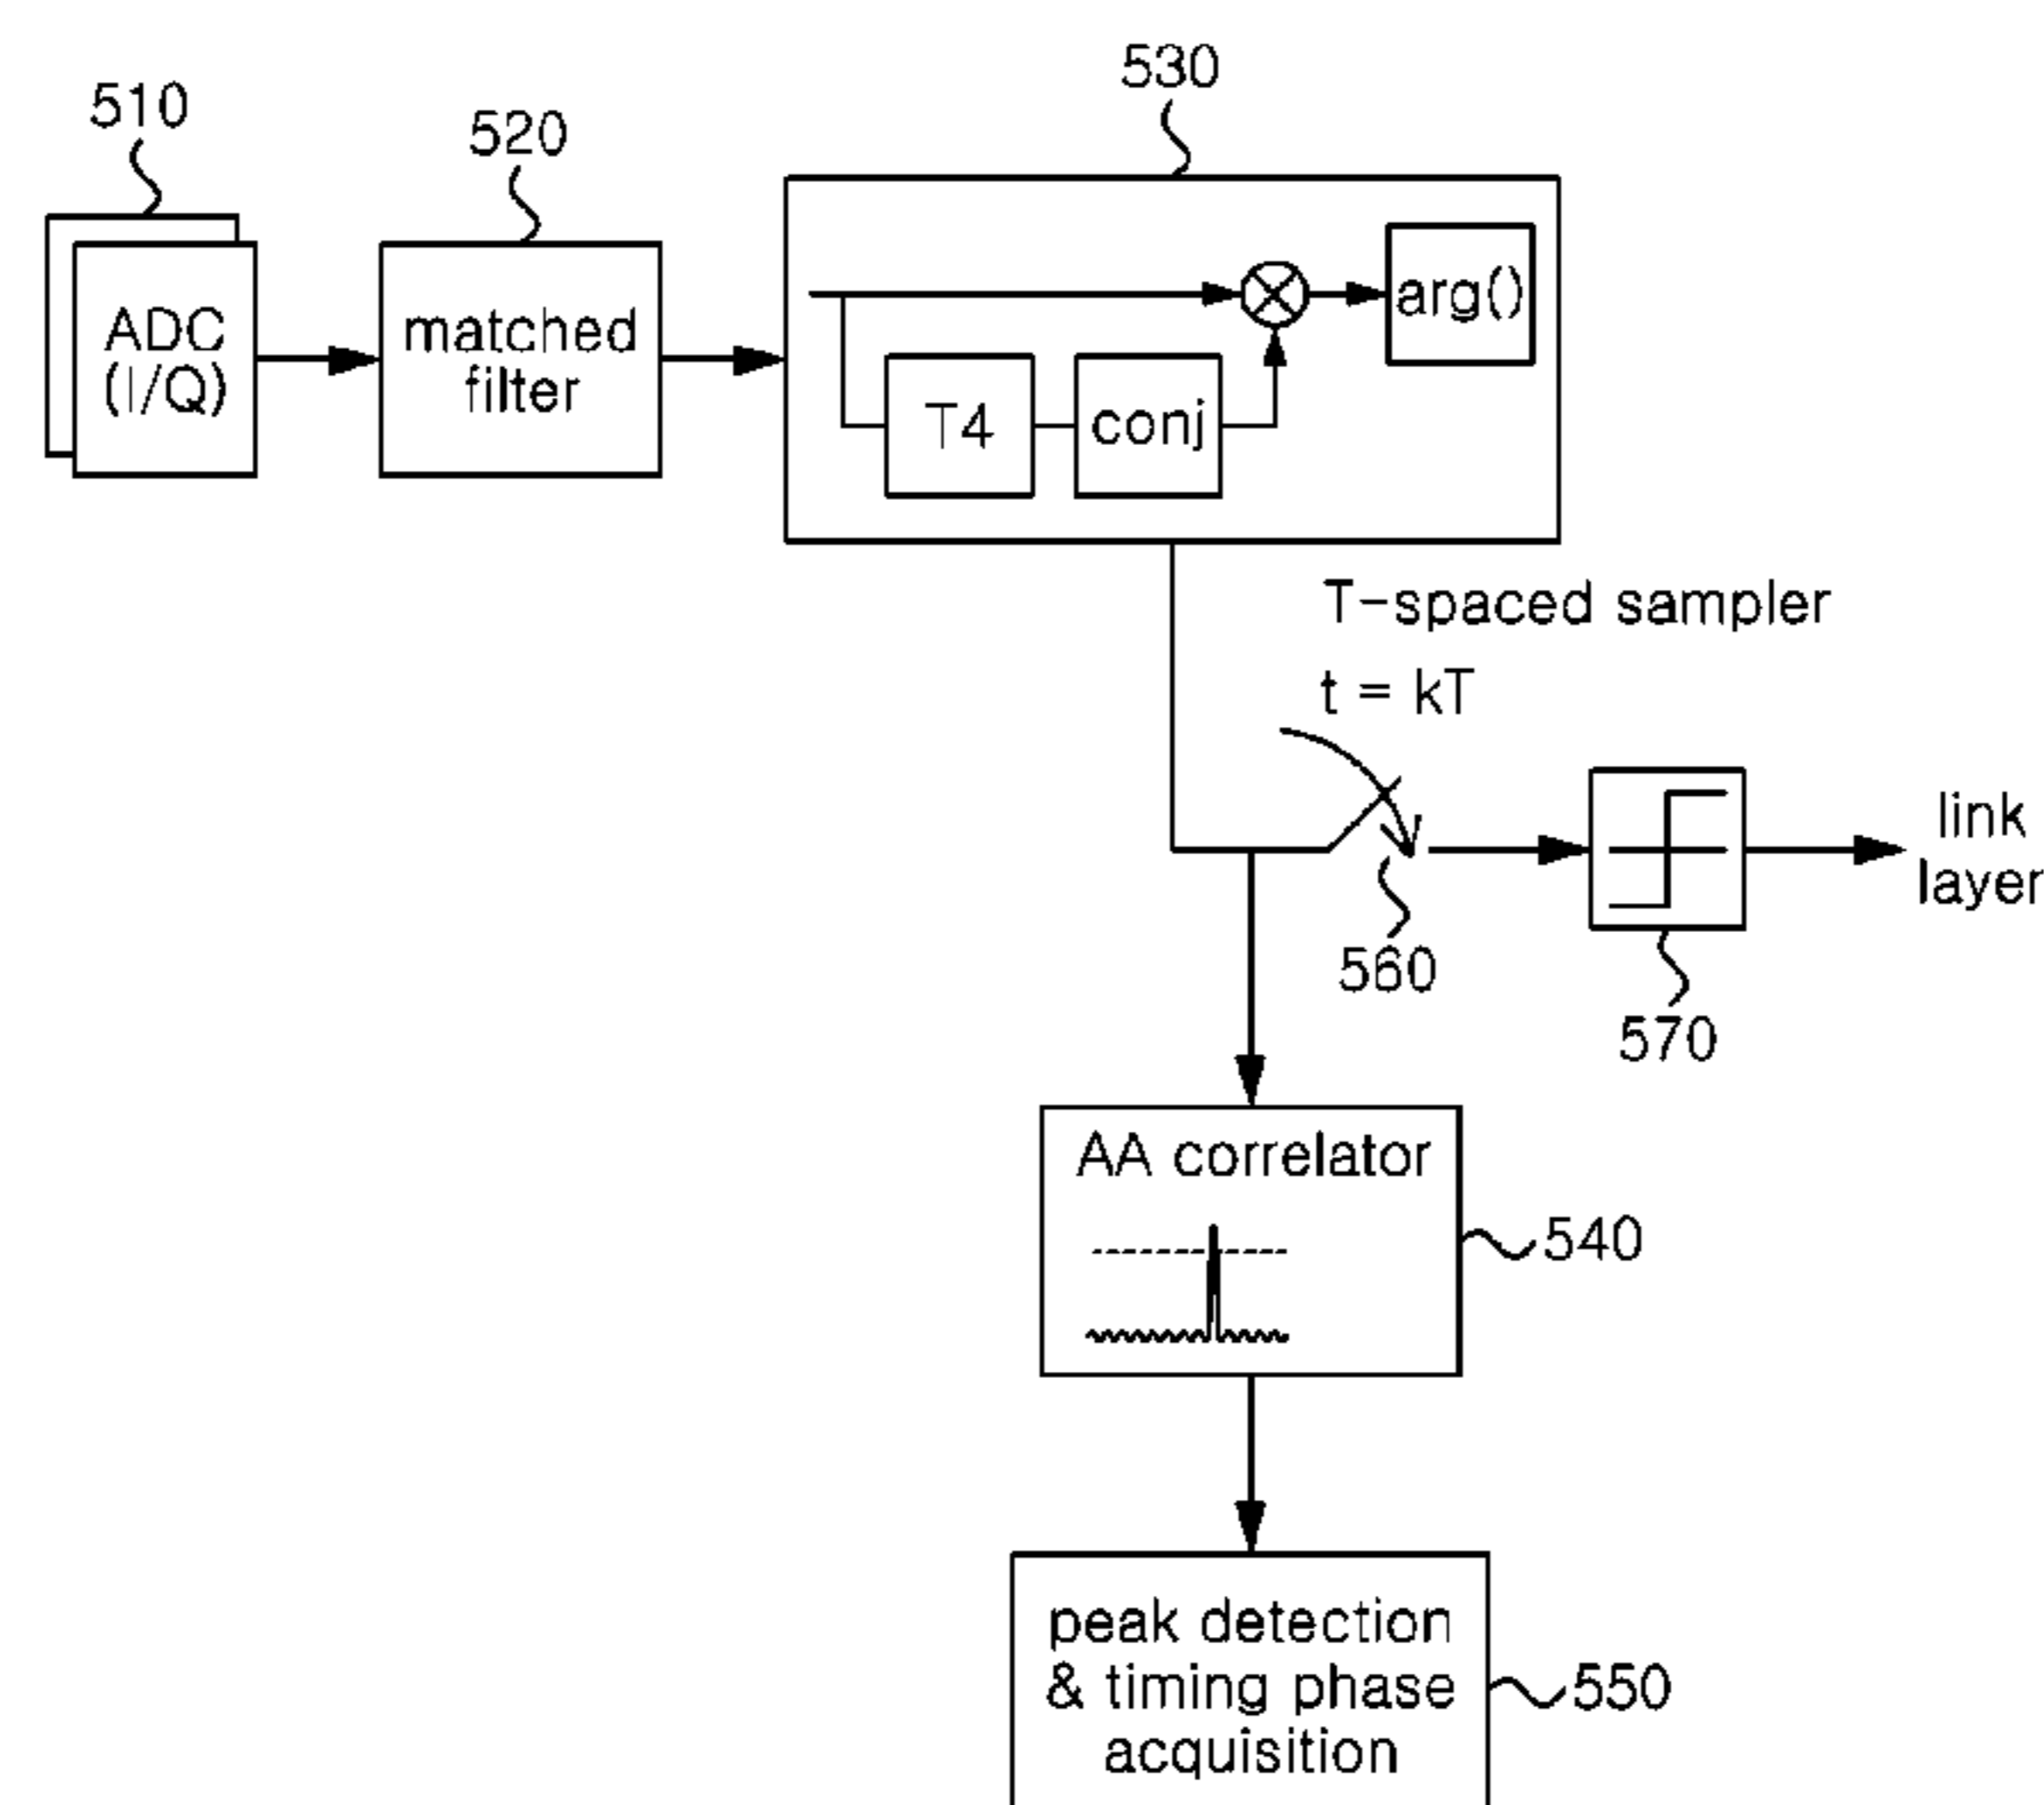 510
520
530
ADC
(I/Q)
matched
filter
T4
conj
arg()
T-spaced sampler
t = kT
560
570
link
layer
AA correlator
540
peak detection
& timing phase
acquisition
550